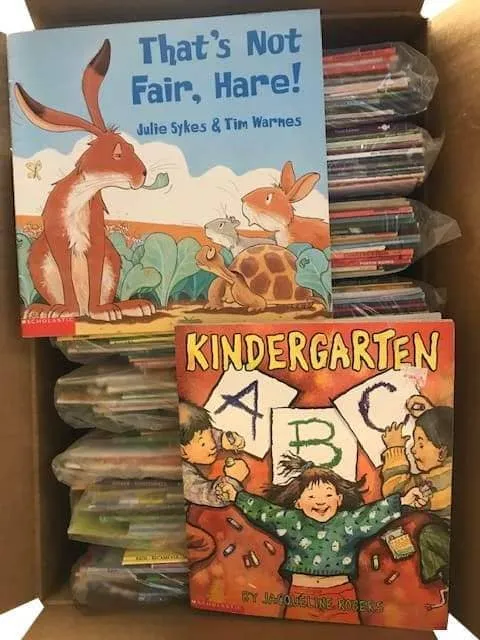 That's Not
Fair, Hare!
Julie Sykes & Tim Warnes
SCHOLASTIC
KINDERGARTEN
A
B
C
BY JACQUELINE ROGERS
SCHOLASTIC